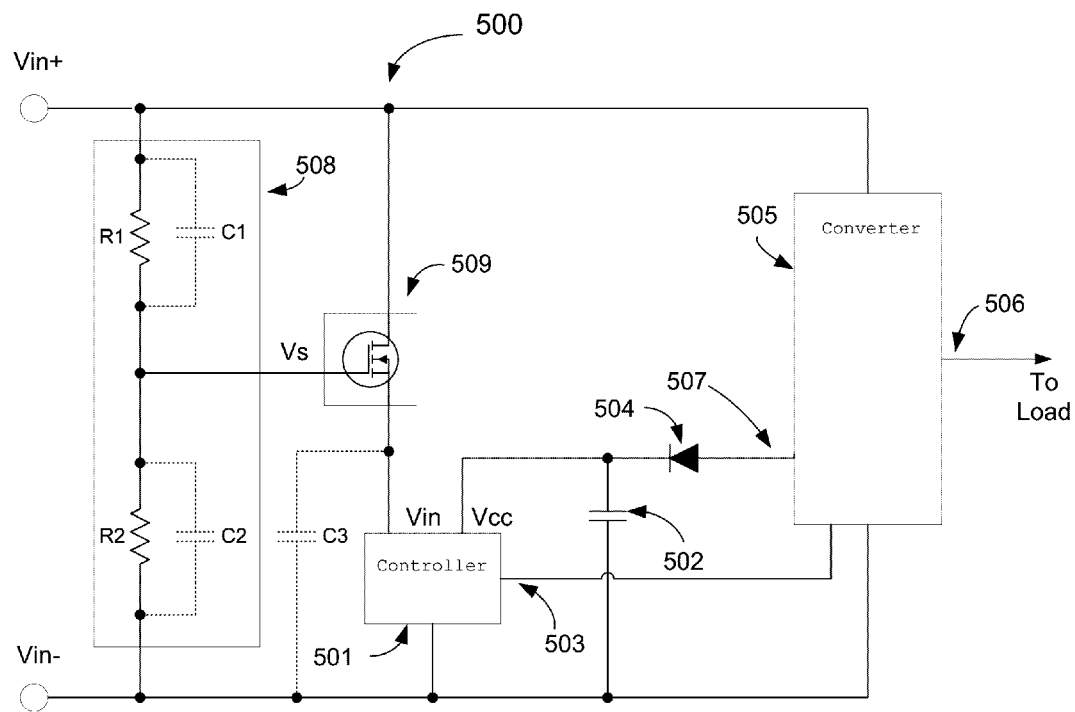 500
Vin+
508
R1
C1
505
Converter
509
506
Vs
To
Load
504
507
R2
C2
C3
Vin
Vcc
Controller
502
503
501
Vin-